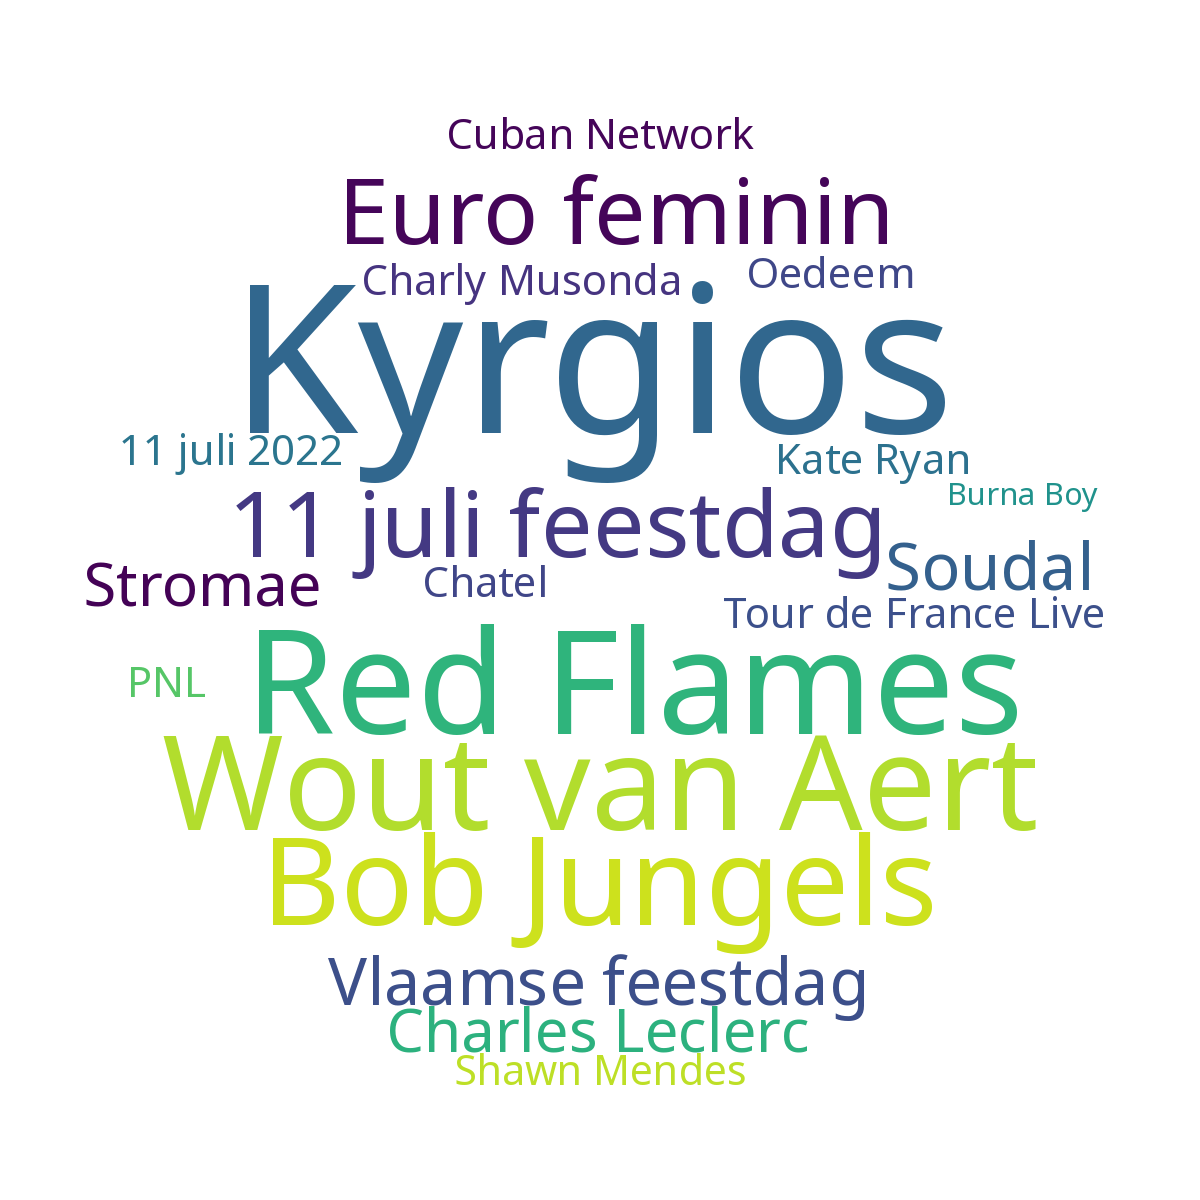 Cuban Network
Euro feminin
Charly Musonda
Oedeem
Kyrgios
11 juli 2022
Kate Ryan
Burna Boy
11 juli feestdag
Soudal
Stromae
Chatel
Tour de France Live
Red Flames
PNL
Wout van Aert
Bob Jungels
Vlaamse feestdag
Charles Leclerc
Shawn Mendes